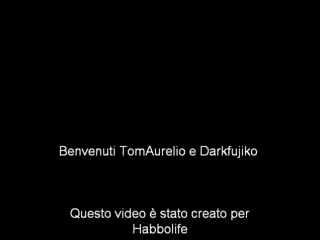 Benvenuti TomAurelio e Darkfujiko
Questo video è stato creato per
Habbolife